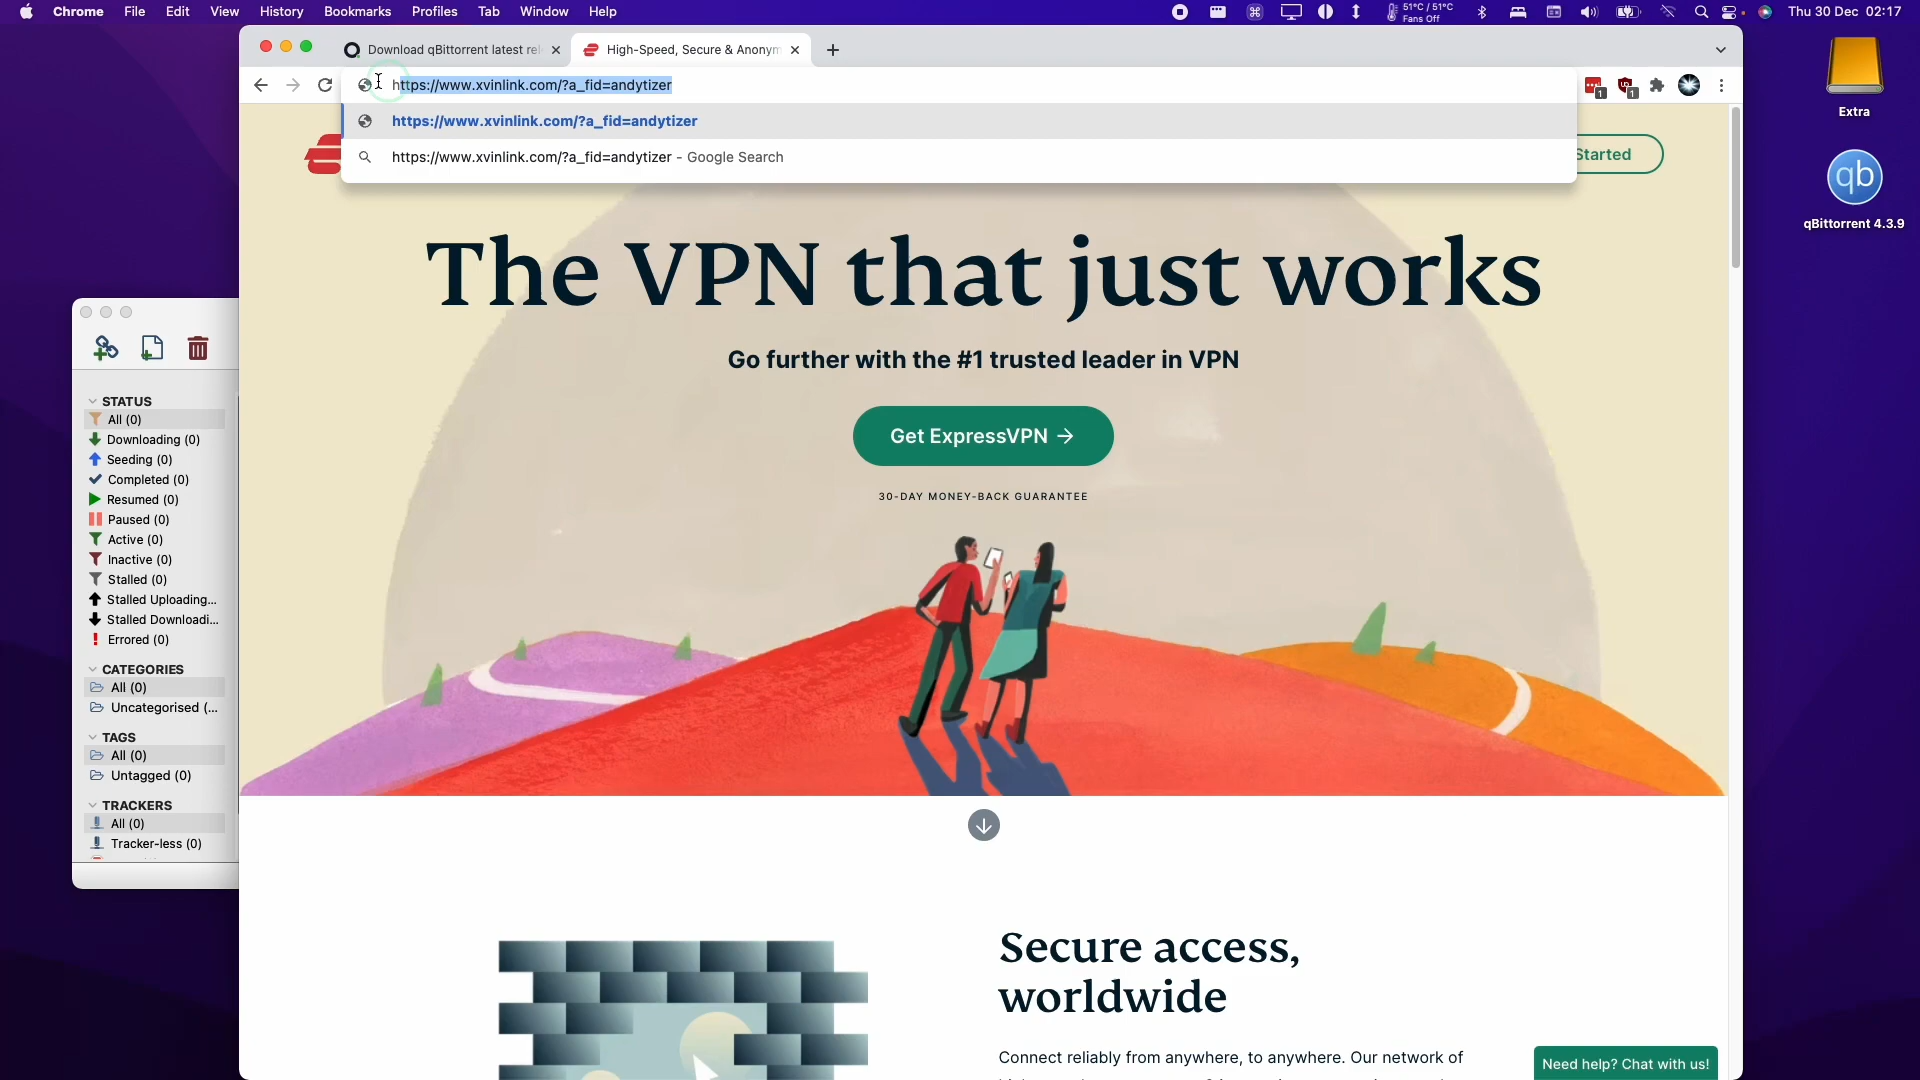 Chrome File Edit View History Bookmarks Profiles Tab Window Help
51°C / 51°C
Fans Off
Thu 30 Dec 02:17
Download qBittorrent latest rel
High-Speed, Secure & Anonym
https://www.xvinlink.com/?a_fid=andytizer
1 1
https://www.xvinlink.com/?a_fid=andytizer
https://www.xvinlink.com/?a_fid=andytizer - Google Search
Started
Extra
qb
qBittorrent 4.3.9
The VPN that just works
Go further with the #1 trusted leader in VPN
Get ExpressVPN →
30-DAY MONEY-BACK GUARANTEE
STATUS
All (0)
Downloading (0)
Seeding (0)
Completed (0)
Resumed (0)
Paused (0)
Active (0)
Inactive (0)
Stalled (0)
Stalled Uploading...
Stalled Downloadi...
Errored (0)
CATEGORIES
All (0)
Uncategorised (...
TAGS
All (0)
Untagged (0)
TRACKERS
All (0)
Tracker-less (0)
Secure access,
worldwide
Connect reliably from anywhere, to anywhere. Our network of
Need help? Chat with us!